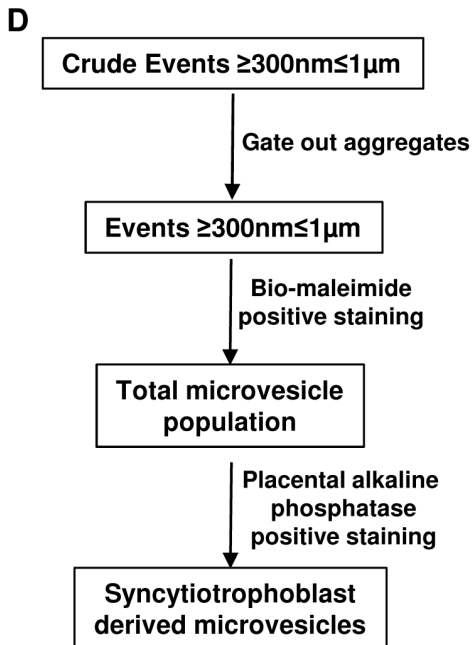 D
Crude Events ≥300nm≤1µm
Gate out aggregates
Events ≥300nm≤1µm
Bio-maleimide
positive staining
Total microvesicle
population
Placental alkaline
phosphatase
positive staining
Syncytiotrophoblast
derived microvesicles